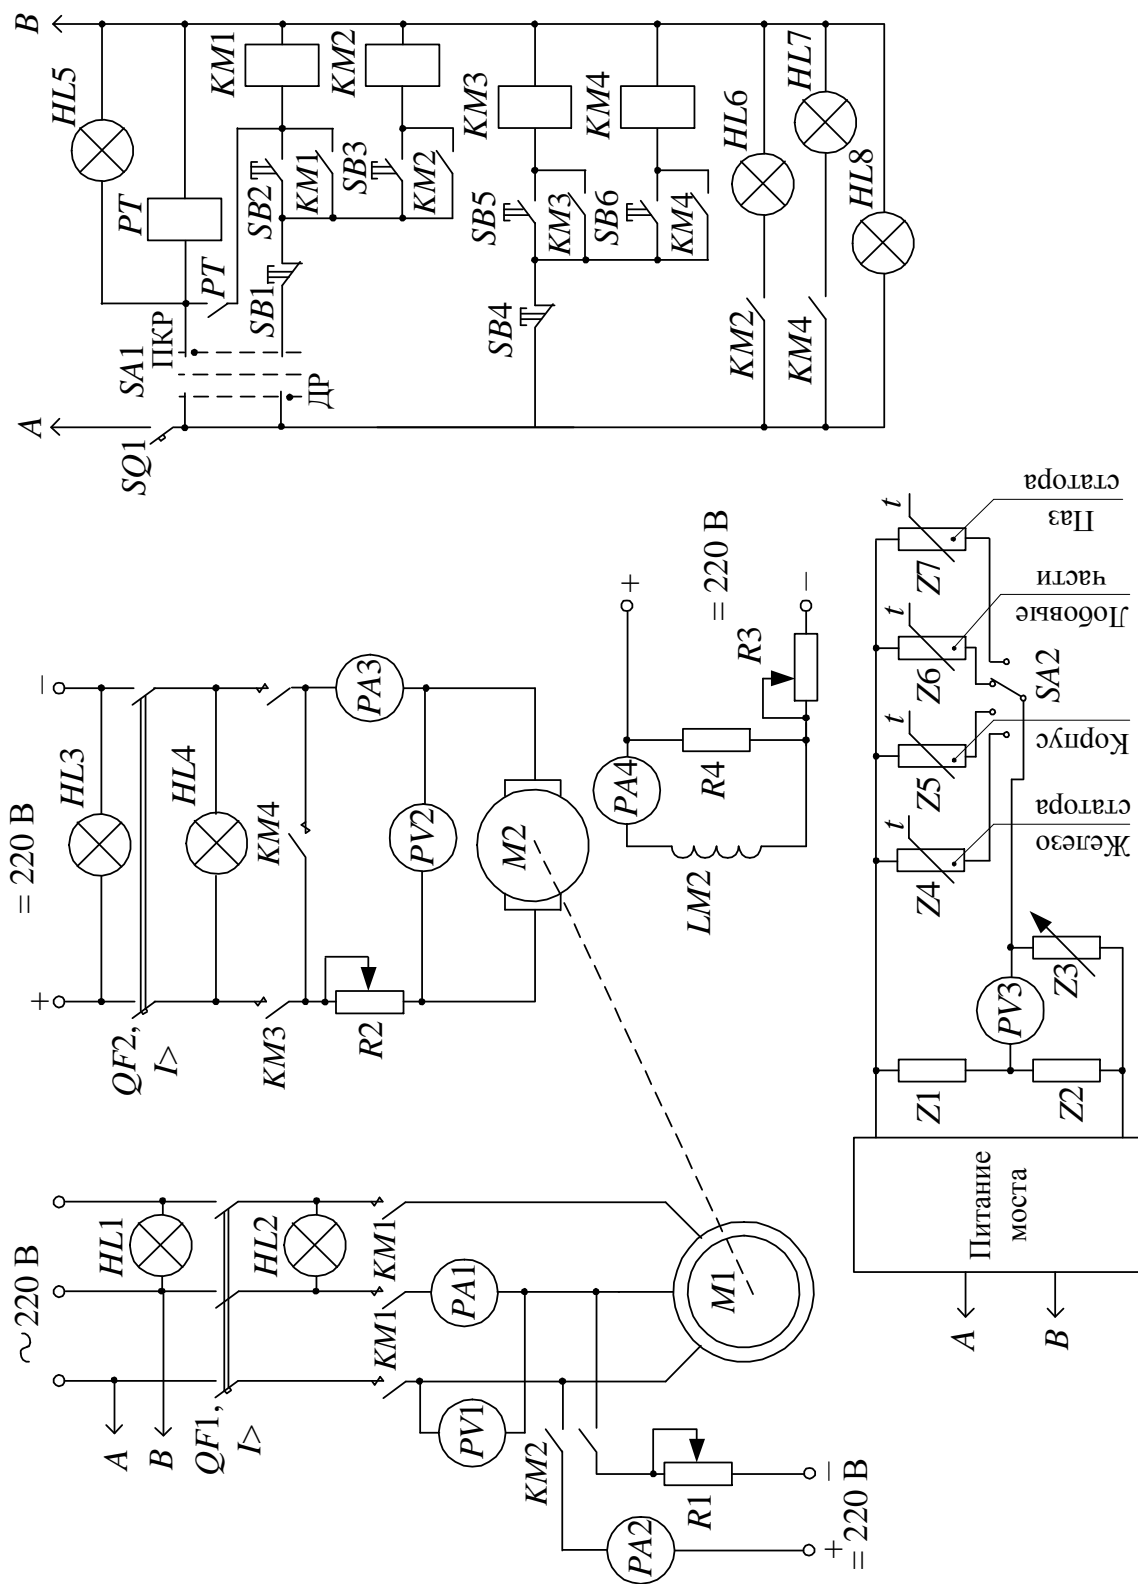 A
B
HL5
PT
PT
SA1
ПКР
ДР
SQ1
KM1
KM2
SB2
KM1
SB3
KM2
SB1
KM3
KM4
SB5
KM3
SB6
KM4
SB4
HL6
HL7
HL8
KM2
KM4
= 220 В
+
–
HL3
QF2,
I>
HL4
KM4
KM3
R2
PA3
PV2
M2
PA4
LM2
R4
R3
+
= 220 В
–
~ 220 В
HL1
A
B
QF1,
I>
HL2
KM1
KM1
PA1
PV1
KM2
M1
R1
PA2
+
–
= 220 В
Питание
моста
A
B
Z1
Z2
PV3
Z3
Z4
t
Железо
статора
Z5
t
Корпус
Z6
t
Лобовые
части
Z7
t
Паз
статора
SA2